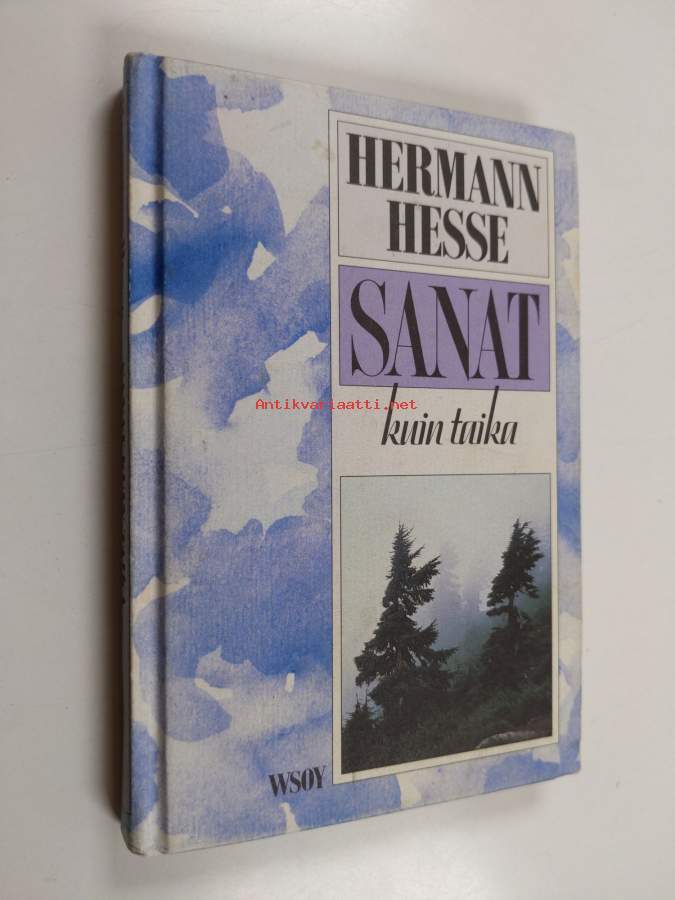 HERMANN
HESSE
SANAT
Antikvariaatti.net
kuin taika
WSOY